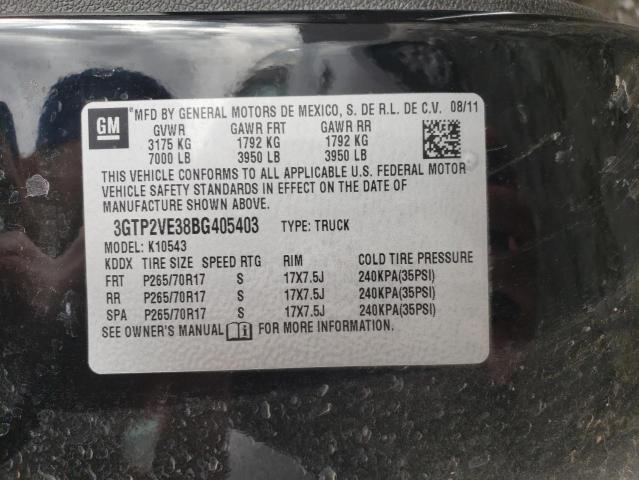 GM
*MFD BY GENERAL MOTORS DE MEXICO, S. DE R.L. DE C.V. 08/11
GVWR GAWR FRT GAWR RR
3175 KG 1792 KG 1792 KG
7000 LB 3950 LB 3950 LB
THIS VEHICLE CONFORMS TO ALL APPLICABLE U.S. FEDERAL MOTOR
VEHICLE SAFETY STANDARDS IN EFFECT ON THE DATE OF
MANUFACTURE SHOWN ABOVE.
3GTP2VE38BG405403 TYPE: TRUCK
MODEL: K10543
KDDX TIRE SIZE SPEED RTG RIM COLD TIRE PRESSURE
FRT P265/70R17 S 17X7.5J 240KPA(35PSI)
RR P265/70R17 S 17X7.5J 240KPA(35PSI)
SPA P265/70R17 S 17X7.5J 240KPA(35PSI)
SEE OWNER'S MANUAL FOR MORE INFORMATION.